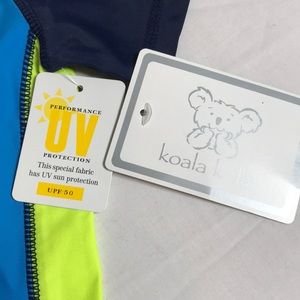 PERFORMANCE
UV
PROTECTION
This special fabric
has UV sun protection
UPF 50
koala